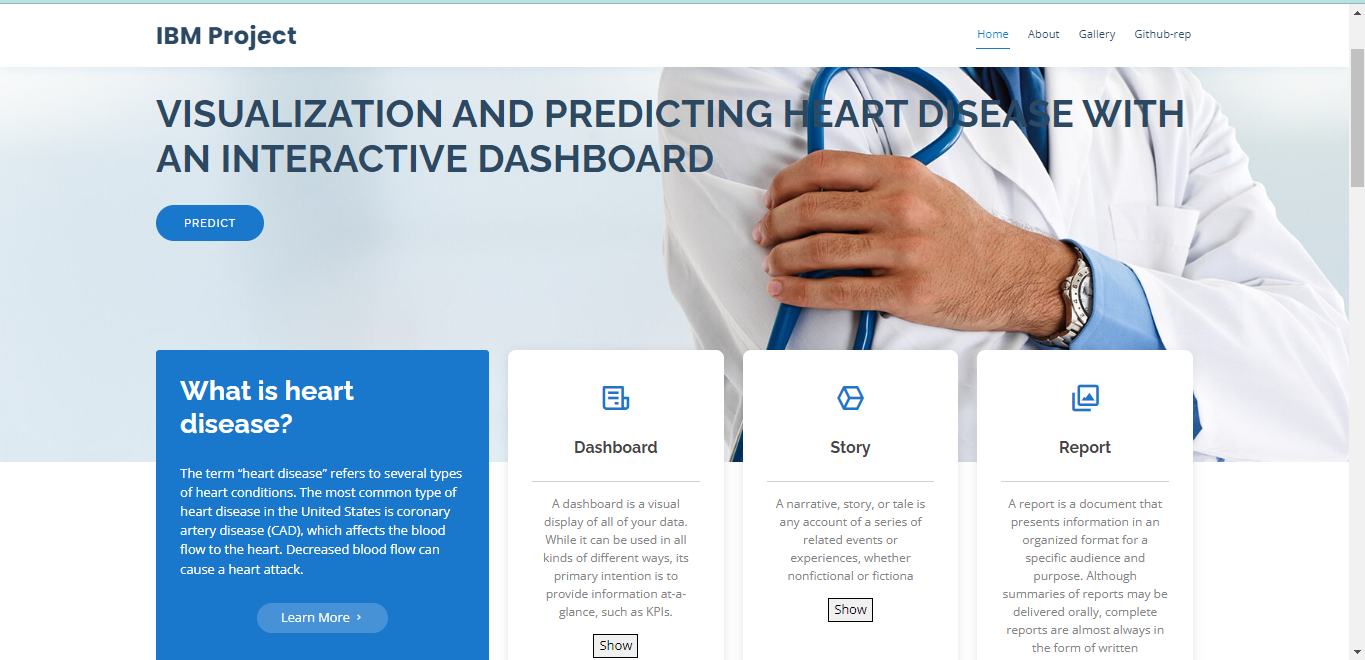 IBM Project
Home About Gallery Github-rep
VISUALIZATION AND PREDICTING HEART DISEASE WITH
AN INTERACTIVE DASHBOARD
PREDICT
What is heart
disease?
The term “heart disease” refers to several types
of heart conditions. The most common type of
heart disease in the United States is coronary
artery disease (CAD), which affects the blood
flow to the heart. Decreased blood flow can
cause a heart attack.
Learn More ›
Dashboard
A dashboard is a visual
display of all of your data.
While it can be used in all
kinds of different ways, its
primary intention is to
provide information at-a-
glance, such as KPIs.
Show
Story
A narrative, story, or tale is
any account of a series of
related events or
experiences, whether
nonfictional or fictiona
Show
Report
A report is a document that
presents information in an
organized format for a
specific audience and
purpose. Although
summaries of reports may be
delivered orally, complete
reports are almost always in
the form of written